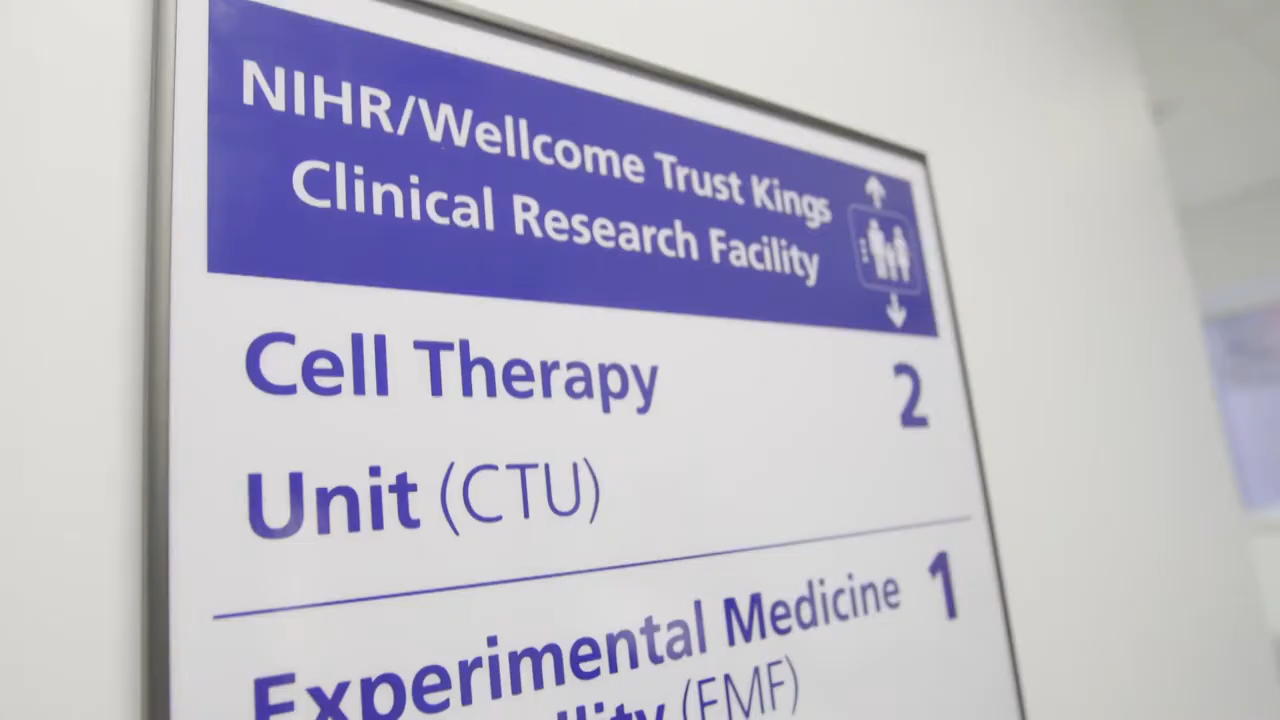 NIHR/Wellcome Trust Kings
Clinical Research Facility
Cell Therapy 2
Unit (CTU)
Experimental Medicine 1
(EMF)